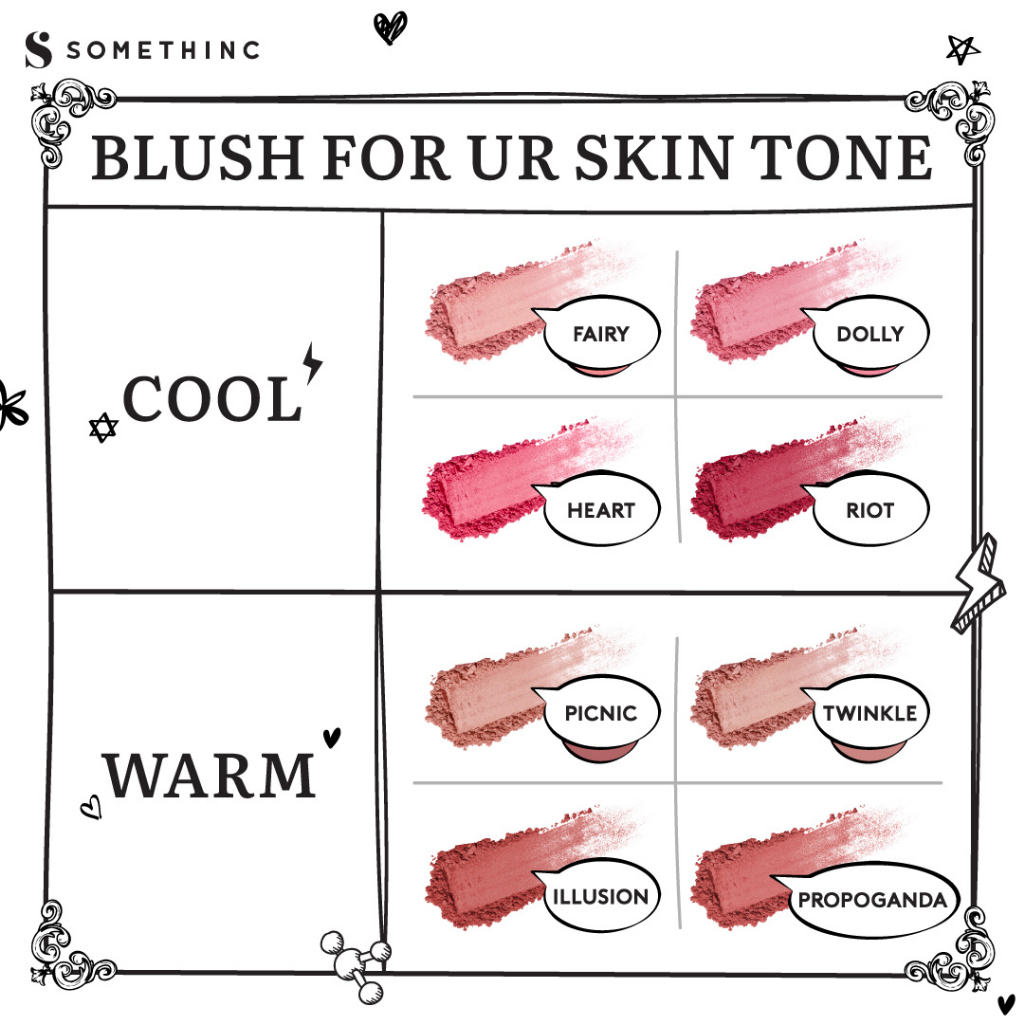 SOMETHINC
BLUSH FOR UR SKIN TONE
COOL
FAIRY
DOLLY
HEART
RIOT
WARM
PICNIC
TWINKLE
ILLUSION
PROPOGANDA